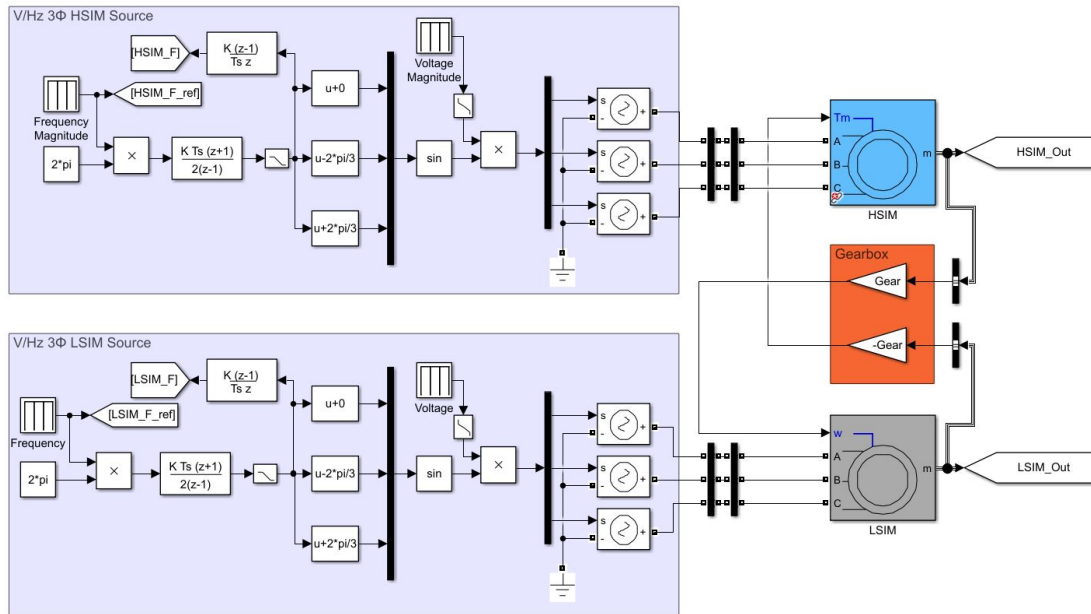 V/Hz 3Φ HSIM Source
[HSIM_F]
K (z-1)
Ts z
[HSIM_F_ref]
Frequency
Magnitude
2*pi
×
K Ts (z+1)
2(z-1)
u+0
u-2*pi/3
u+2*pi/3
sin
Voltage
Magnitude
×
s
-
+
s
-
+
s
-
+
Tm
A
B
C
m
HSIM
HSIM_Out
Gearbox
Gear
-Gear
V/Hz 3Φ LSIM Source
[LSIM_F]
K (z-1)
Ts z
[LSIM_F_ref]
Frequency
2*pi
×
K Ts (z+1)
2(z-1)
u+0
u-2*pi/3
u+2*pi/3
sin
Voltage
×
s
-
+
s
-
+
s
-
+
w
A
B
C
m
LSIM
LSIM_Out